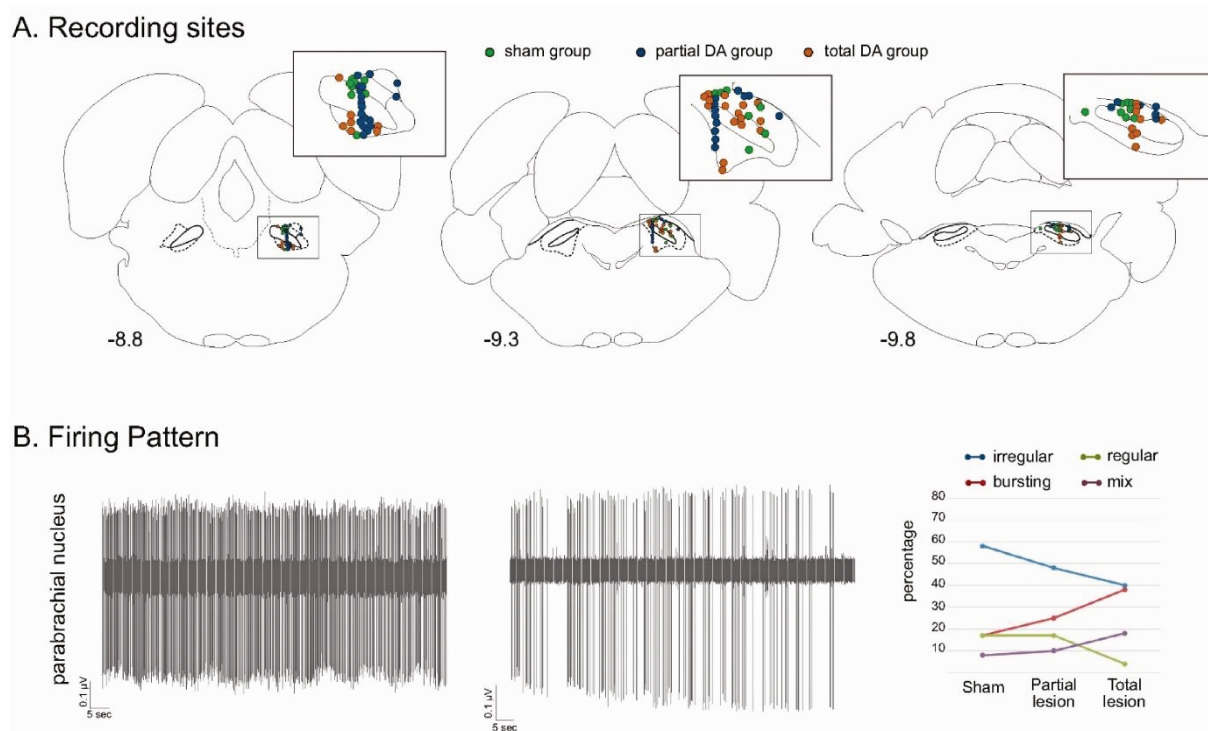 A. Recording sites
sham group
partial DA group
total DA group
-8.8
-9.3
-9.8
B. Firing Pattern
parabrachial nucleus
0.1 µV
5 sec
0.1 µV
5 sec
irregular
regular
bursting
mix
percentage
80
70
60
50
40
30
20
10
Sham
Partial
lesion
Total
lesion